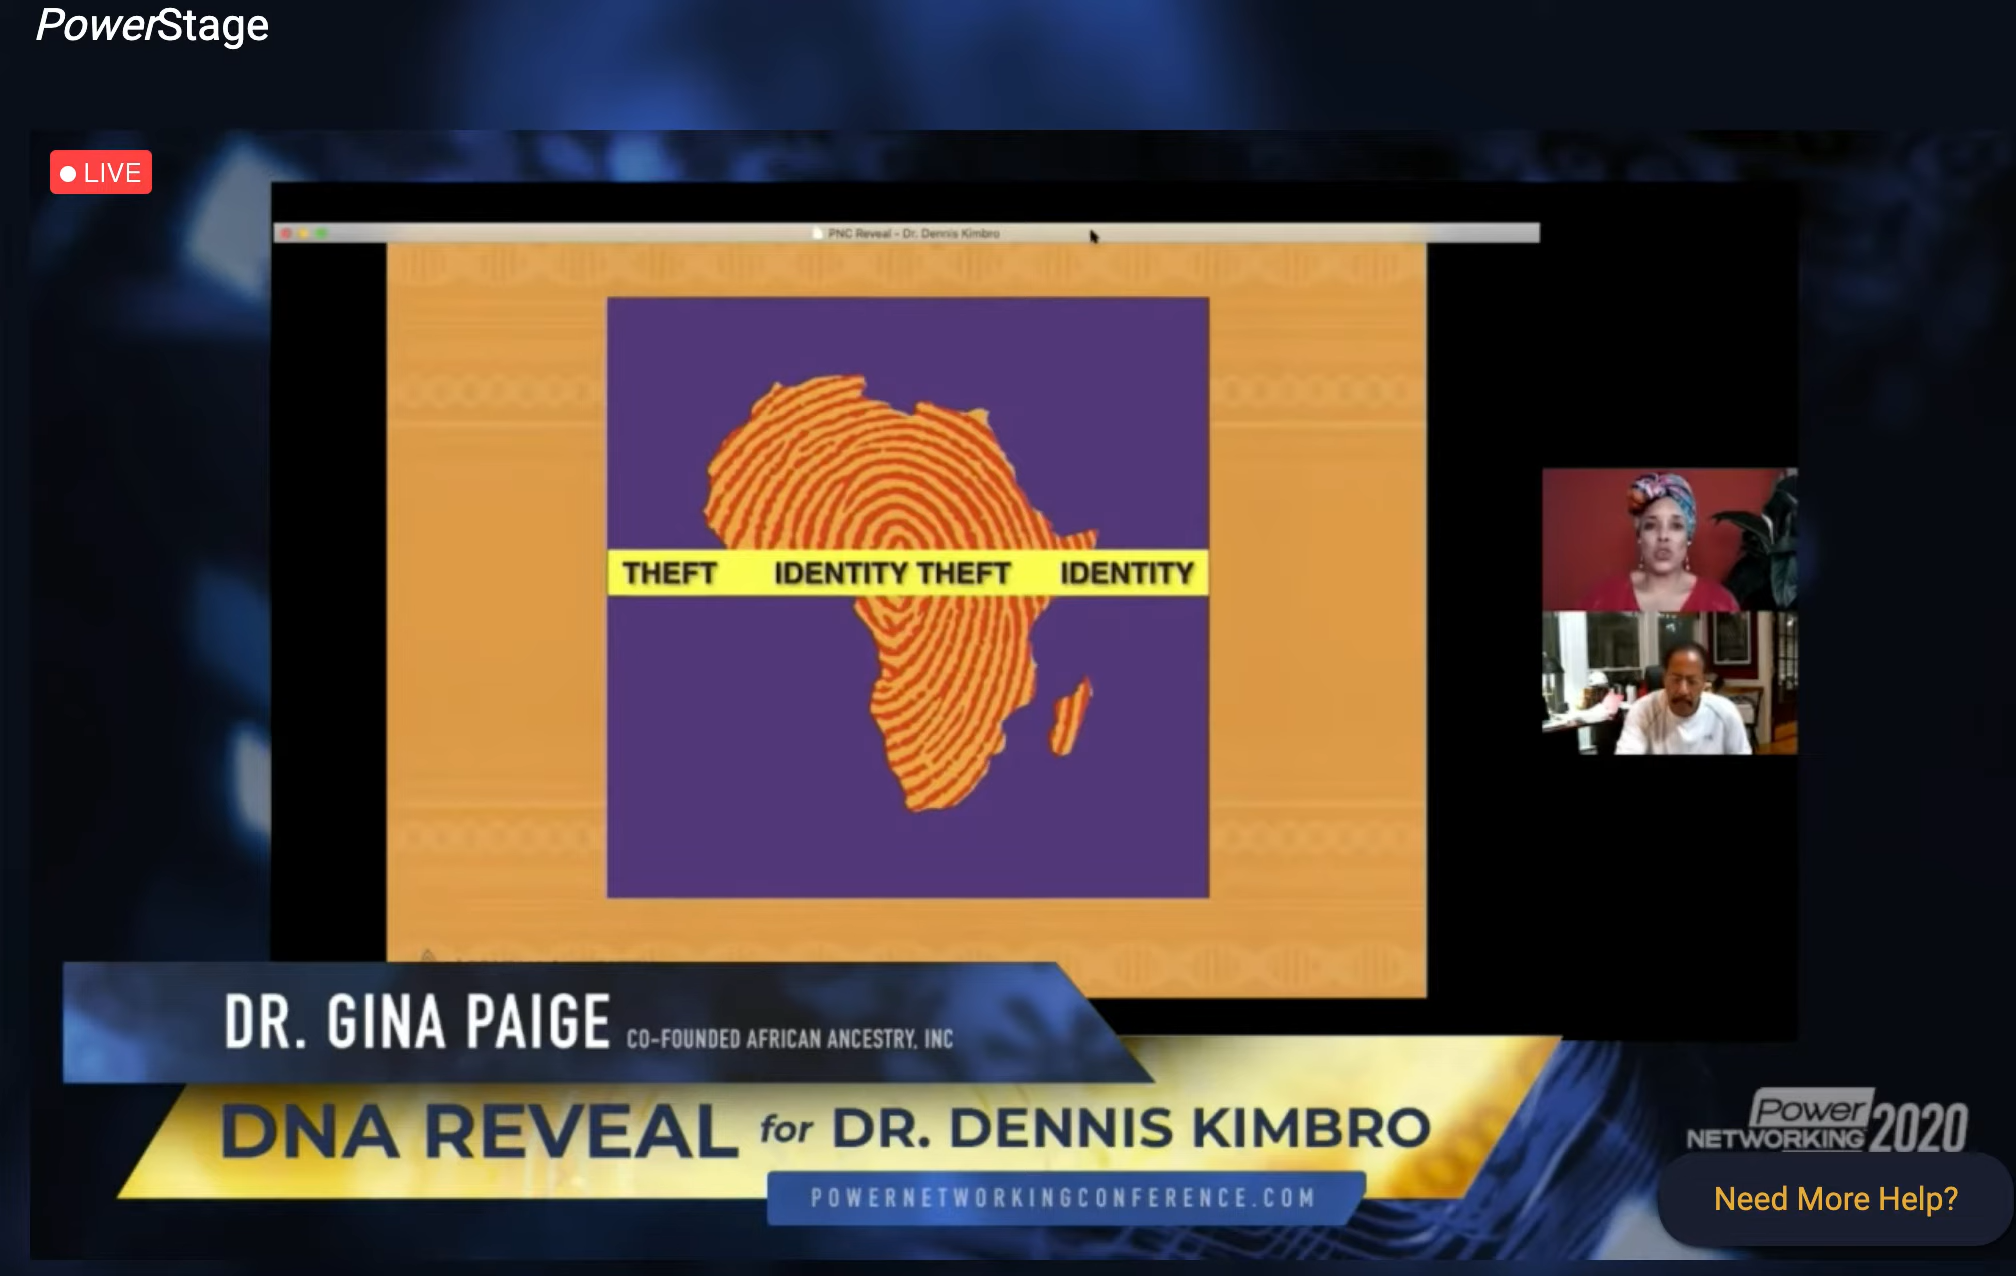 PowerStage
LIVE
PNC Reveal - Dr. Dennis Kimbro
THEFT IDENTITY THEFT IDENTITY
DR. GINA PAIGE CO-FOUNDED AFRICAN ANCESTRY, INC
DNA REVEAL for DR. DENNIS KIMBRO
POWERNETWORKINGCONFERENCE.COM
Power
NETWORKING 2020
Need More Help?